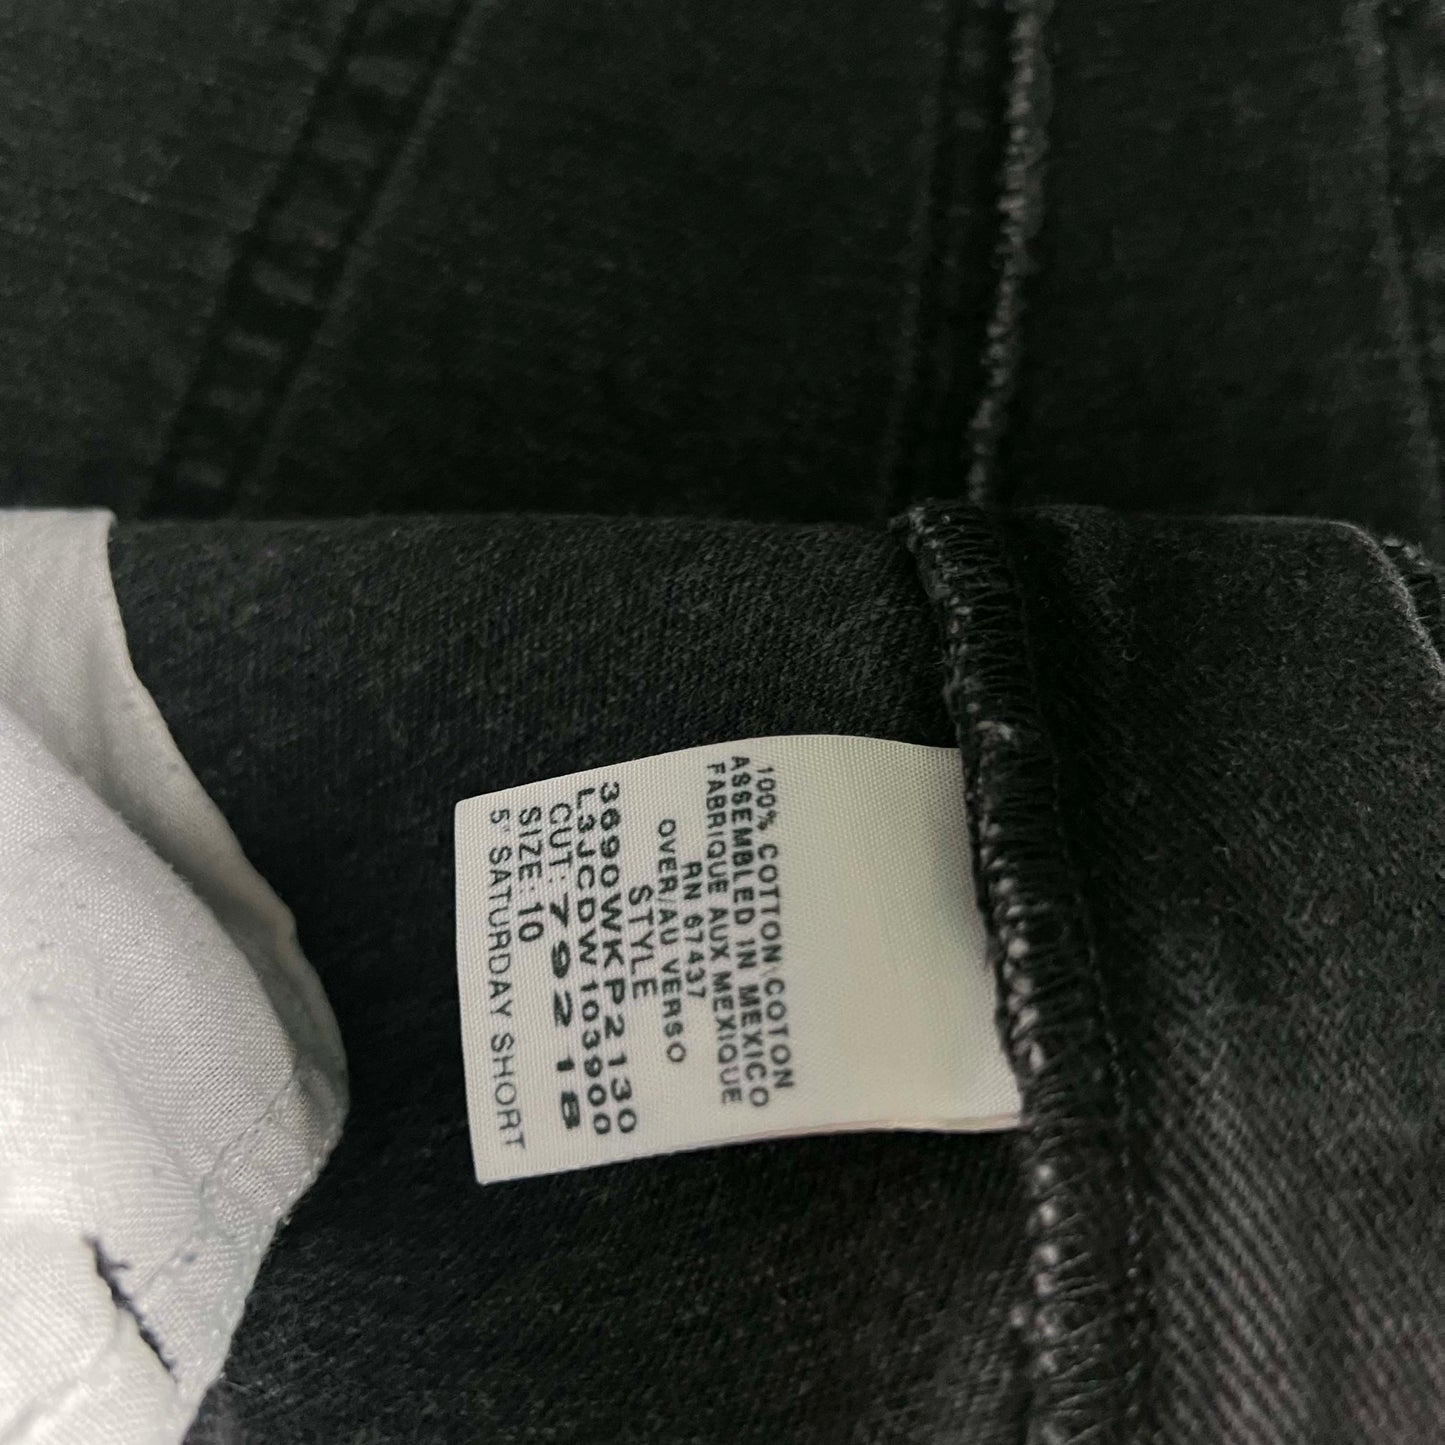 100% COTTON\COTON
ASSEMBLED IN MEXICO
FABRIQUE AUX MEXIQUE
RN 67437
OVER/AU VERSO
STYLE
3690WKP2130
L3JCDW103900
CUT: 79218
SIZE: 10
5" SATURDAY SHORT